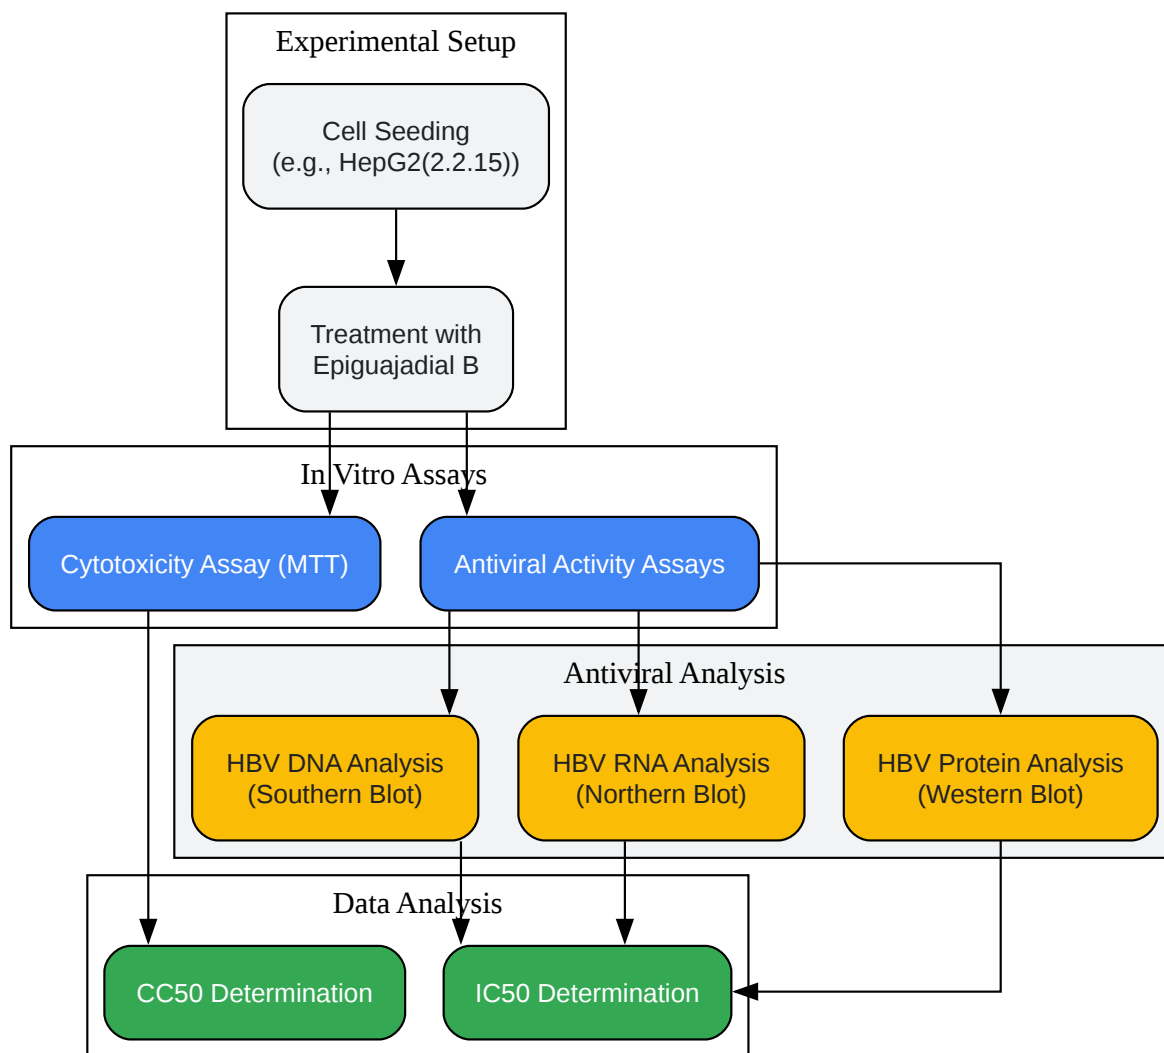 Experimental Setup
Cell Seeding
(e.g., HepG2(2.2.15))
Treatment with
Epiguajadial B
In Vitro Assays
Cytotoxicity Assay (MTT)
Antiviral Activity Assays
Antiviral Analysis
HBV DNA Analysis
(Southern Blot)
HBV RNA Analysis
(Northern Blot)
HBV Protein Analysis
(Western Blot)
Data Analysis
CC50 Determination
IC50 Determination